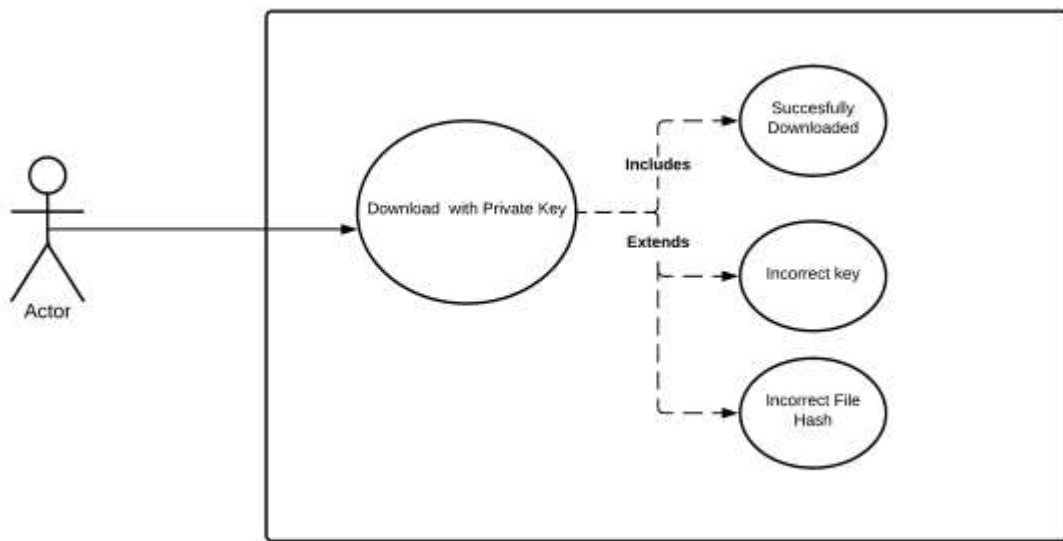 Succesfully
Downloaded
Includes
Download with Private Key
Extends
Incorrect key
Actor
Incorrect File
Hash